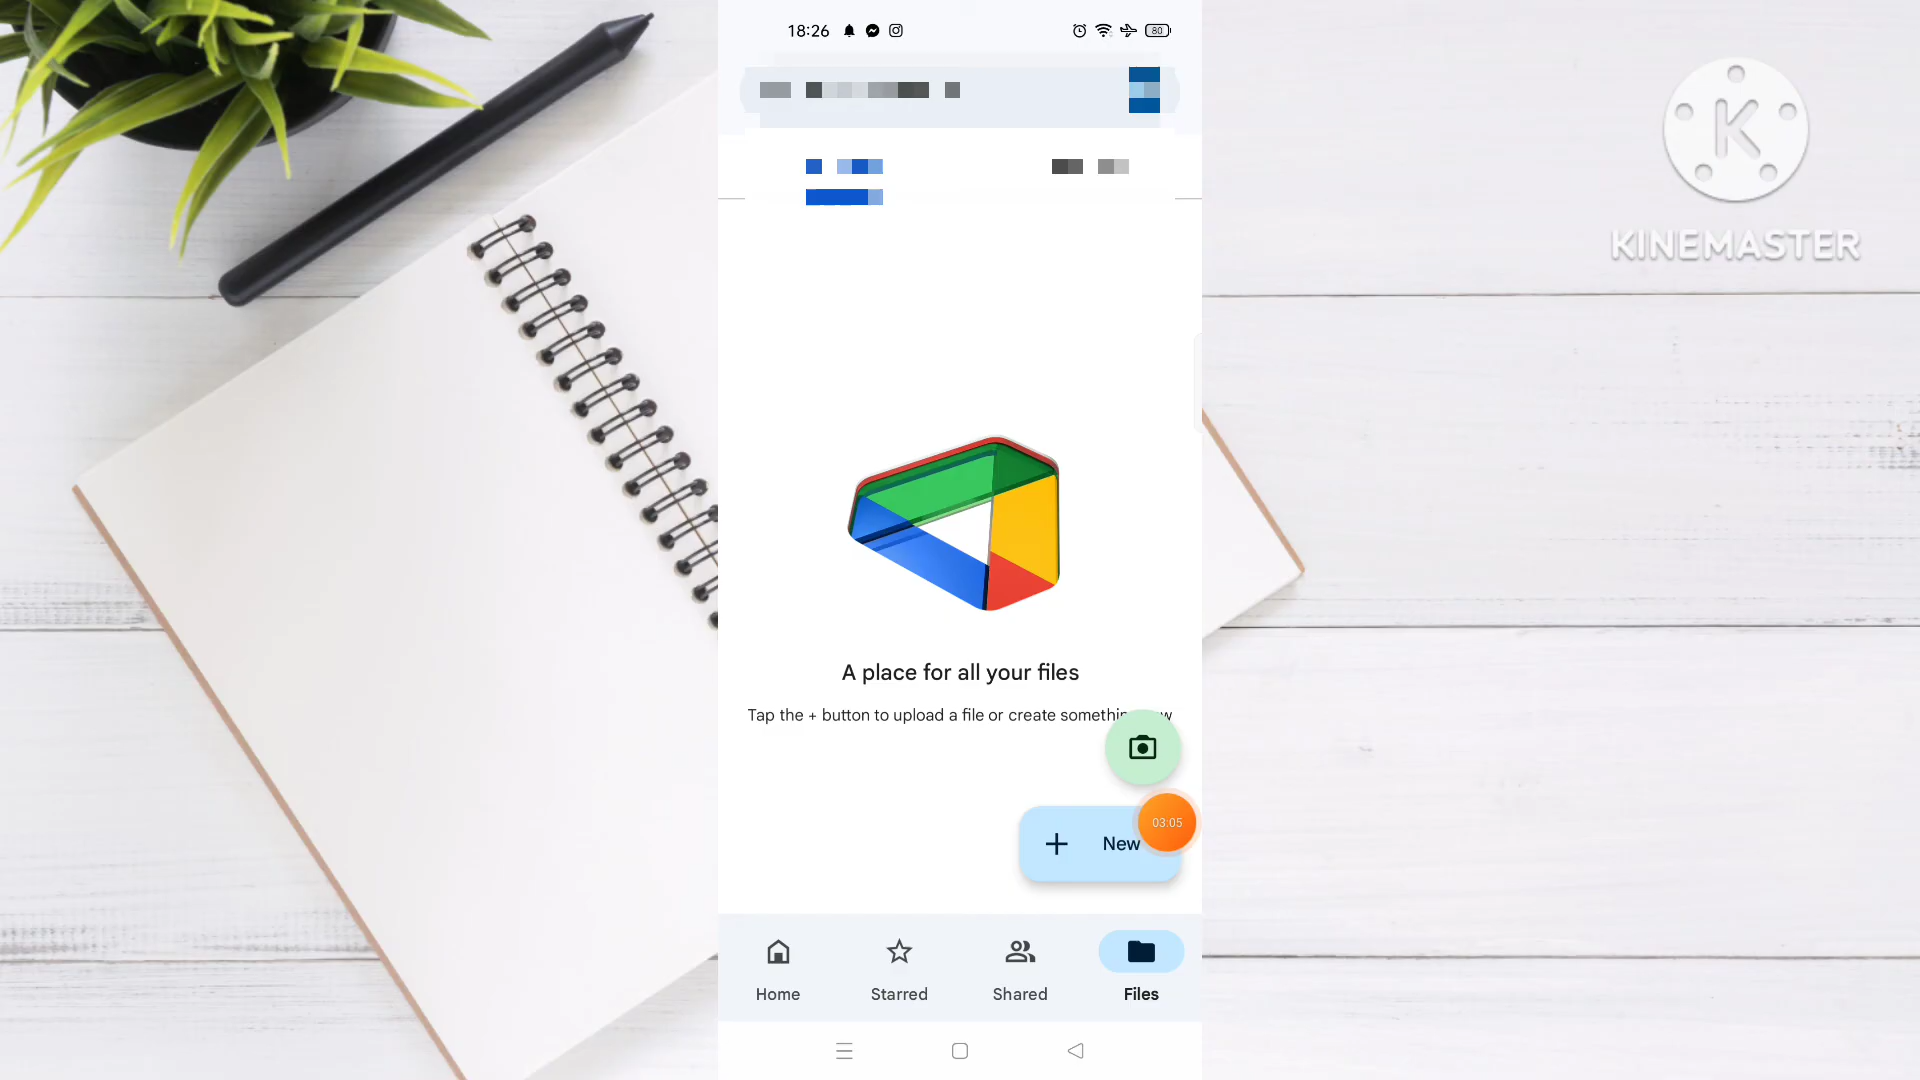 18:26
80
KINEMASTER
A place for all your files
Tap the + button to upload a file or create
03:05
New
Home
Starred
Shared
Files